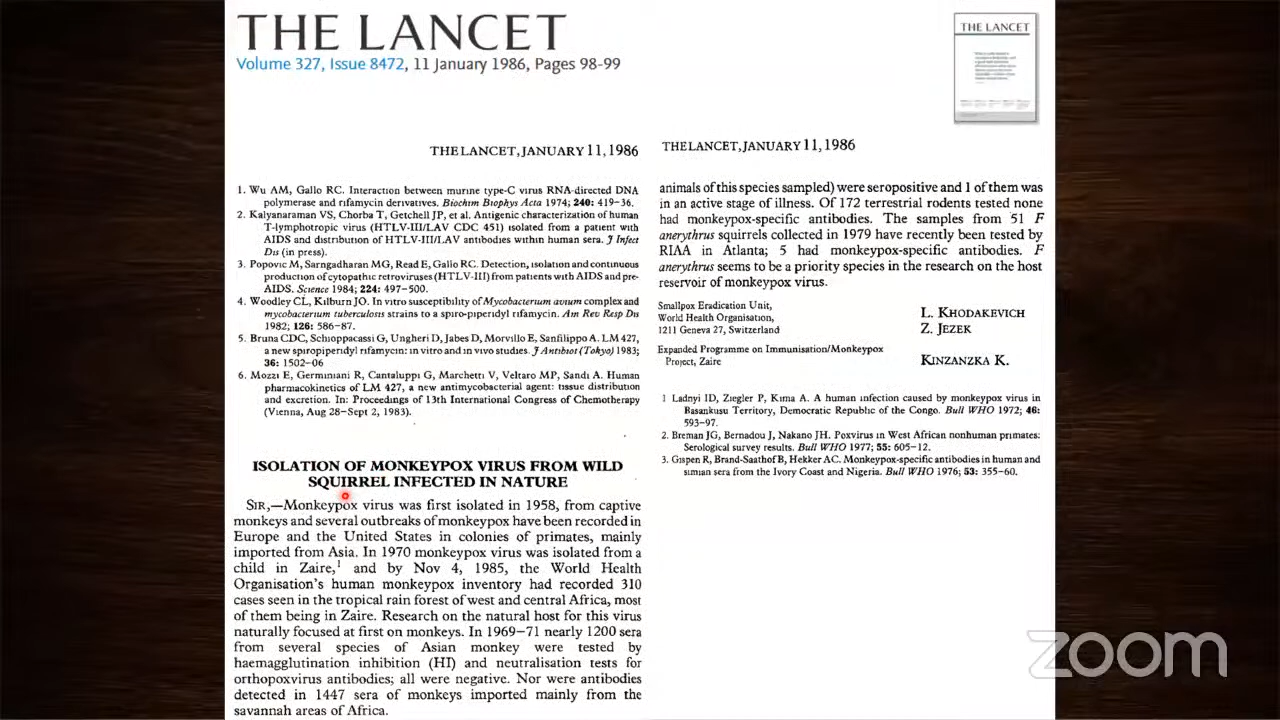 THE LANCET
Volume 327, Issue 8472, 11 January 1986, Pages 98-99
THE LANCET
THE LANCET, JANUARY 11, 1986
1. Wu AM, Gallo RC. Interaction between murine type-C virus RNA-directed DNA
polymerase and rifamycin derivatives. Biochim Biophys Acta 1974; 240: 419-36.
2. Kalyanaraman VS, Chorba T, Getchell JP, et al. Antigenic characterization of human
T-lymphotropic virus (HTLV-III/LAV CDC 451) isolated from a patient with
AIDS and distribution of HTLV-III/LAV antibodies within human sera. J Infect
Dis (in press).
3. Popovic M, Sarngadharan MG, Read E, Gallo RC. Detection, isolation and continuous
production of cytopathic retroviruses (HTLV-III) from patients with AIDS and pre-
AIDS. Science 1984; 224: 497-500.
4. Woodley CL, Kilburn JO. In vitro susceptibility of Mycobacterium avium complex and
mycobacterium tuberculosis strains to a spiro-piperidyl rifamycin. Am Rev Resp Dis
1982; 126: 586-87.
5. Bruna CDC, Schioppacassi G, Ungheri D, Jabes D, Morvillo E, Sanfilippo A. LM 427,
a new spiropiperidyl rifamycin: in vitro and in vivo studies. J Antibiot (Tokyo) 1983;
36: 1502-06
6. Mozzi E, Germiniani R, Cantaluppi G, Marchetti V, Veltaro MP, Sandi A. Human
pharmacokinetics of LM 427, a new antimycobacterial agent: tissue distribution
and excretion. In: Proceedings of 13th International Congress of Chemotherapy
(Vienna, Aug 28-Sept 2, 1983).
ISOLATION OF MONKEYPOX VIRUS FROM WILD
SQUIRREL INFECTED IN NATURE
SIR,—Monkeypox virus was first isolated in 1958, from captive
monkeys and several outbreaks of monkeypox have been recorded in
Europe and the United States in colonies of primates, mainly
imported from Asia. In 1970 monkeypox virus was isolated from a
child in Zaire,1 and by Nov 4, 1985, the World Health
Organisation's human monkeypox inventory had recorded 310
cases seen in the tropical rain forest of west and central Africa, most
of them being in Zaire. Research on the natural host for this virus
naturally focused at first on monkeys. In 1969–71 nearly 1200 sera
from several species of Asian monkey were tested by
haemagglutination inhibition (HI) and neutralisation tests for
orthopoxvirus antibodies; all were negative. Nor were antibodies
detected in 1447 sera of monkeys imported mainly from the
savannah areas of Africa.
THE LANCET, JANUARY 11, 1986
animals of this species sampled) were seropositive and 1 of them was
in an active stage of illness. Of 172 terrestrial rodents tested none
had monkeypox-specific antibodies. The samples from 51 F
anerythrus squirrels collected in 1979 have recently been tested by
RIAA in Atlanta; 5 had monkeypox-specific antibodies. F
anerythrus seems to be a priority species in the research on the host
reservoir of monkeypox virus.
Smallpox Eradication Unit,
World Health Organisation,
1211 Geneva 27, Switzerland
L. KHODAKEVICH
Z. JEZEK
Expanded Programme on Immunisation/Monkeypox
Project, Zaire
KINZANZKA K.
1 Ladnyi ID, Ziegler P, Kima A. A human infection caused by monkeypox virus in
Basankusu Territory, Democratic Republic of the Congo. Bull WHO 1972; 46:
593-97.
2. Breman JG, Bernadou J, Nakano JH. Poxvirus in West African nonhuman primates:
Serological survey results. Bull WHO 1977; 55: 605-12.
3. Gispen R, Brand-Saathof B, Hekker AC. Monkeypox-specific antibodies in human and
simian sera from the Ivory Coast and Nigeria. Bull WHO 1976; 53: 355-60.
zoom